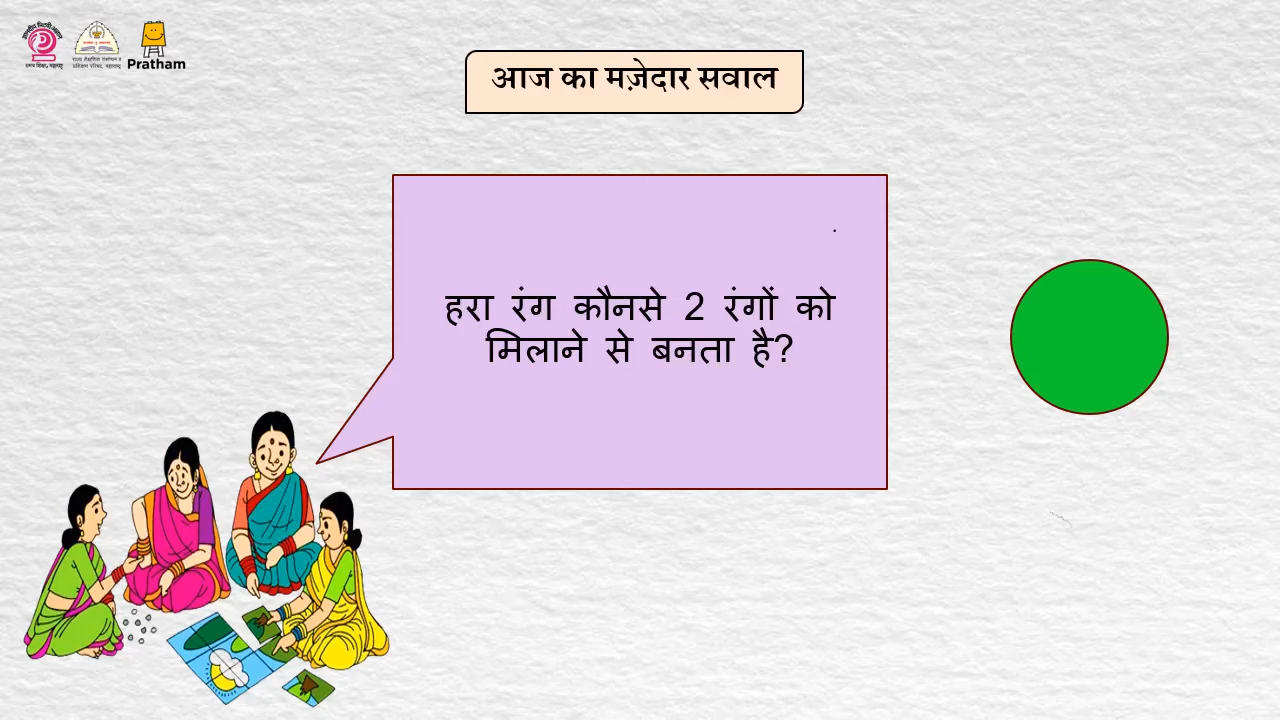 Pratham
आज का मज़ेदार सवाल
हरा रंग कौनसे 2 रंगों को
मिलाने से बनता है?